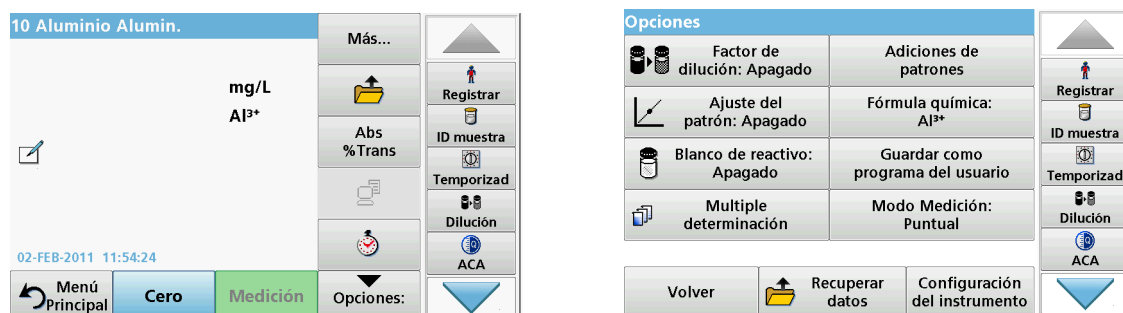 10 Aluminio Alumin.
mg/L
Al³⁺
02-FEB-2011 11:54:24
Menú
Principal
Cero
Medición
Más...
Abs
%Trans
Opciones:
Registrar
ID muestra
Temporizad
Dilución
ACA
Opciones
Factor de
dilución: Apagado
Adiciones de
patrones
Ajuste del
patrón: Apagado
Fórmula química:
Al³⁺
Blanco de reactivo:
Apagado
Guardar como
programa del usuario
Multiple
determinación
Modo Medición:
Puntual
Volver
Recuperar
datos
Configuración
del instrumento
Registrar
ID muestra
Temporizad
Dilución
ACA